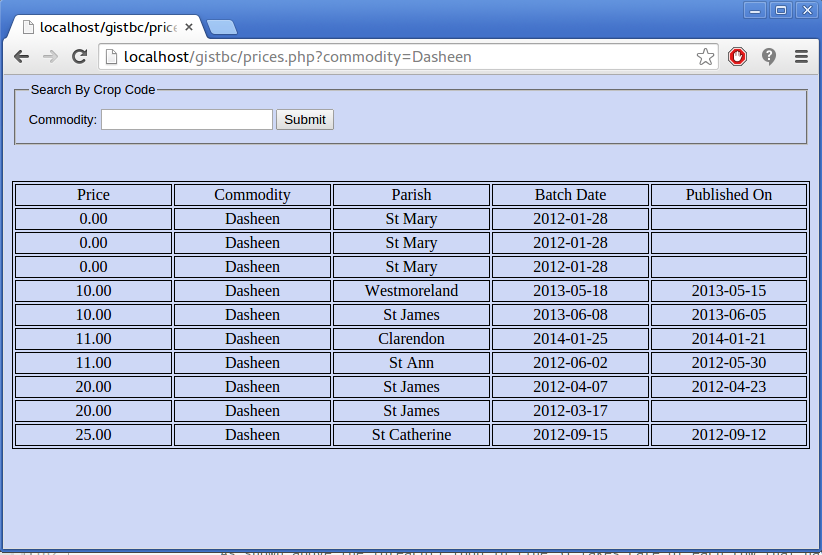 localhost/gistbc/price
localhost/gistbc/prices.php?commodity=Dasheen
Search By Crop Code
Commodity: Submit
Price Commodity Parish Batch Date Published On
0.00 Dasheen St Mary 2012-01-28
0.00 Dasheen St Mary 2012-01-28
0.00 Dasheen St Mary 2012-01-28
10.00 Dasheen Westmoreland 2013-05-18 2013-05-15
10.00 Dasheen St James 2013-06-08 2013-06-05
11.00 Dasheen Clarendon 2014-01-25 2014-01-21
11.00 Dasheen St Ann 2012-06-02 2012-05-30
20.00 Dasheen St James 2012-04-07 2012-04-23
20.00 Dasheen St James 2012-03-17
25.00 Dasheen St Catherine 2012-09-15 2012-09-12